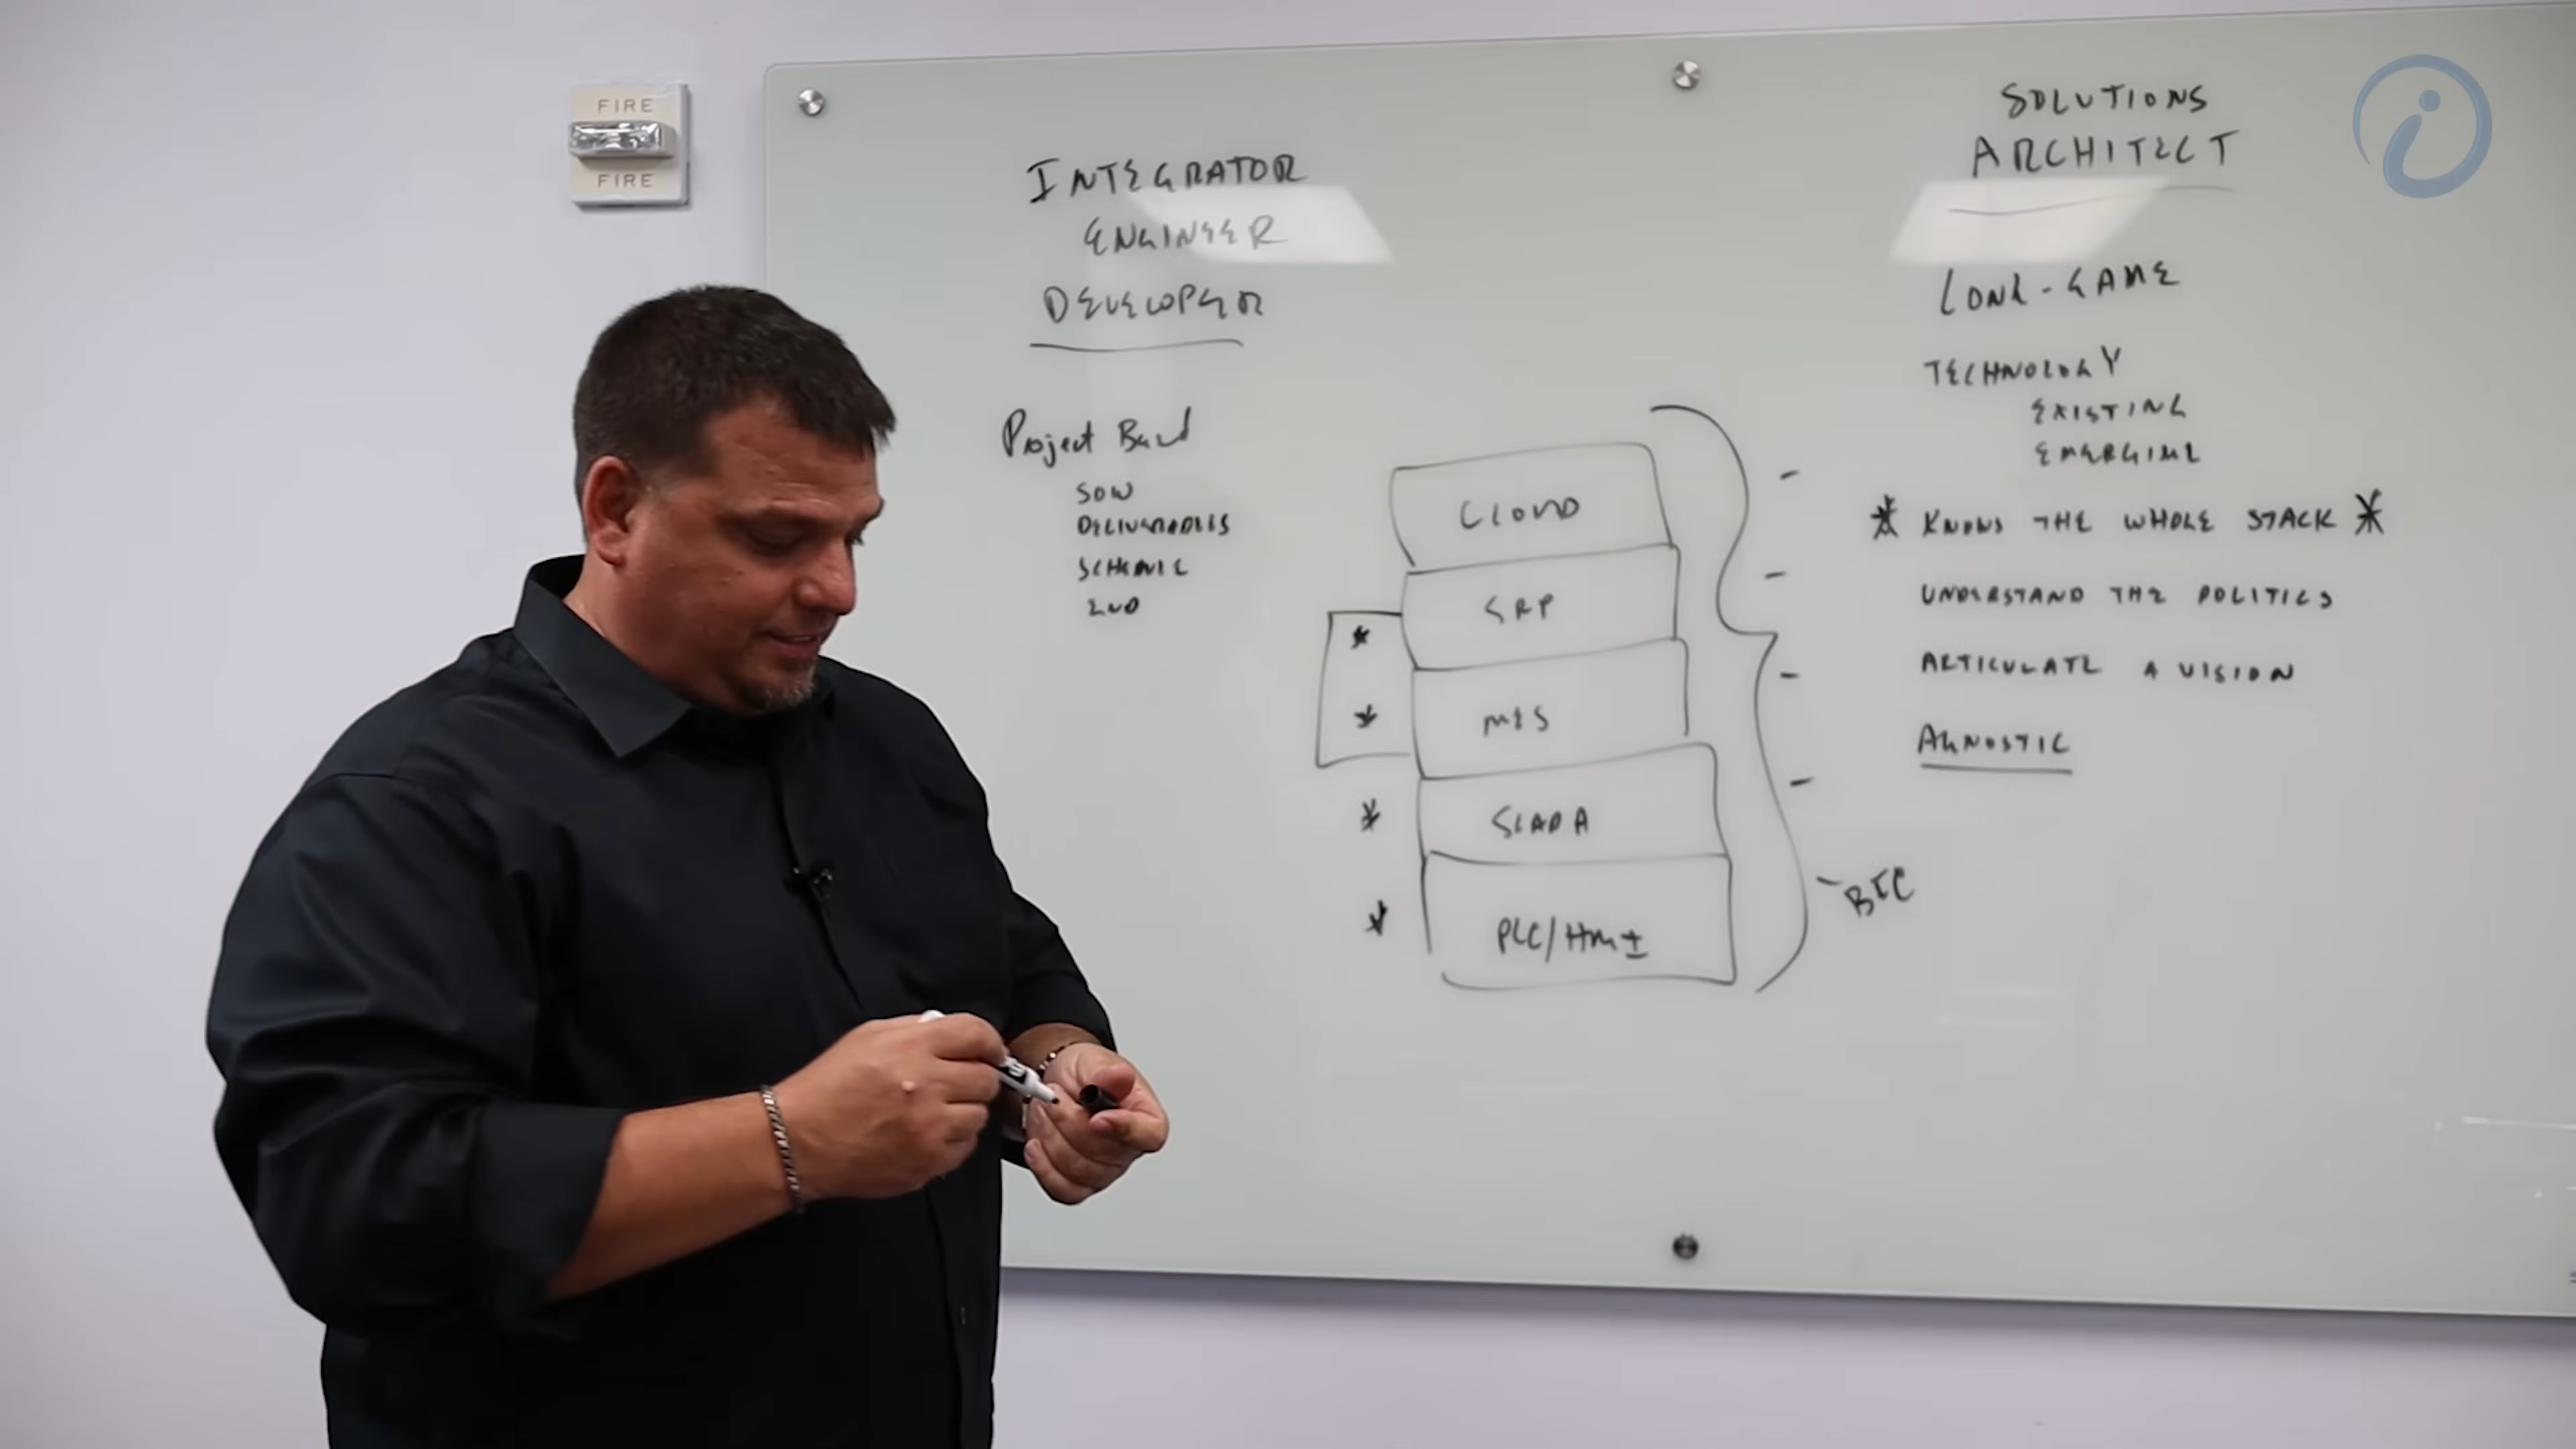 FIRE
FIRE
INTEGRATOR
ENGINEER
DEVELOPER
Project Based
SOW
DELIVERABLES
SCHEDULE
END
CLOUD
ERP
MES
SCADA
PLC/HMI
SOLUTIONS
ARCHITECT
LONG-GAME
TECHNOLOGY
EXISTING
EMERGING
* KNOWS THE WHOLE STACK *
UNDERSTAND THE POLITICS
ARTICULATE A VISION
AGNOSTIC